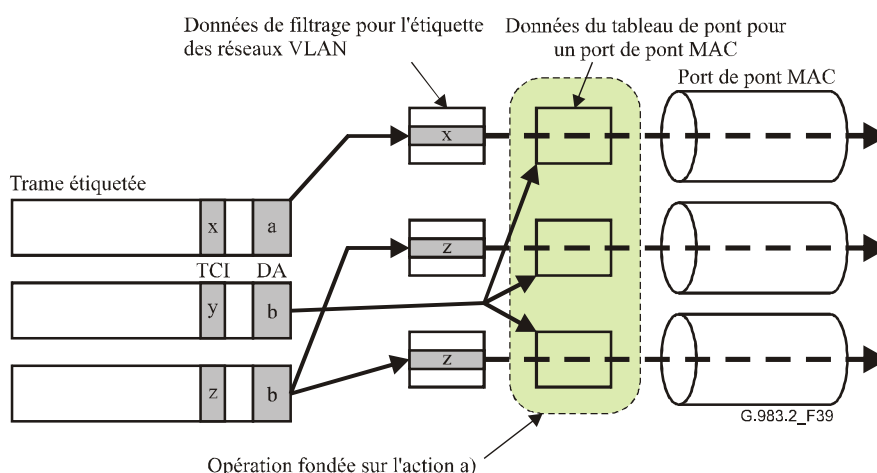 Données de filtrage pour l'étiquette
des réseaux VLAN
Données du tableau de pont pour
un port de pont MAC
Port de pont MAC
x
Trame étiquetée
x a
z
TCI DA
y b
z
z b
G.983.2_F39
Opération fondée sur l'action a)